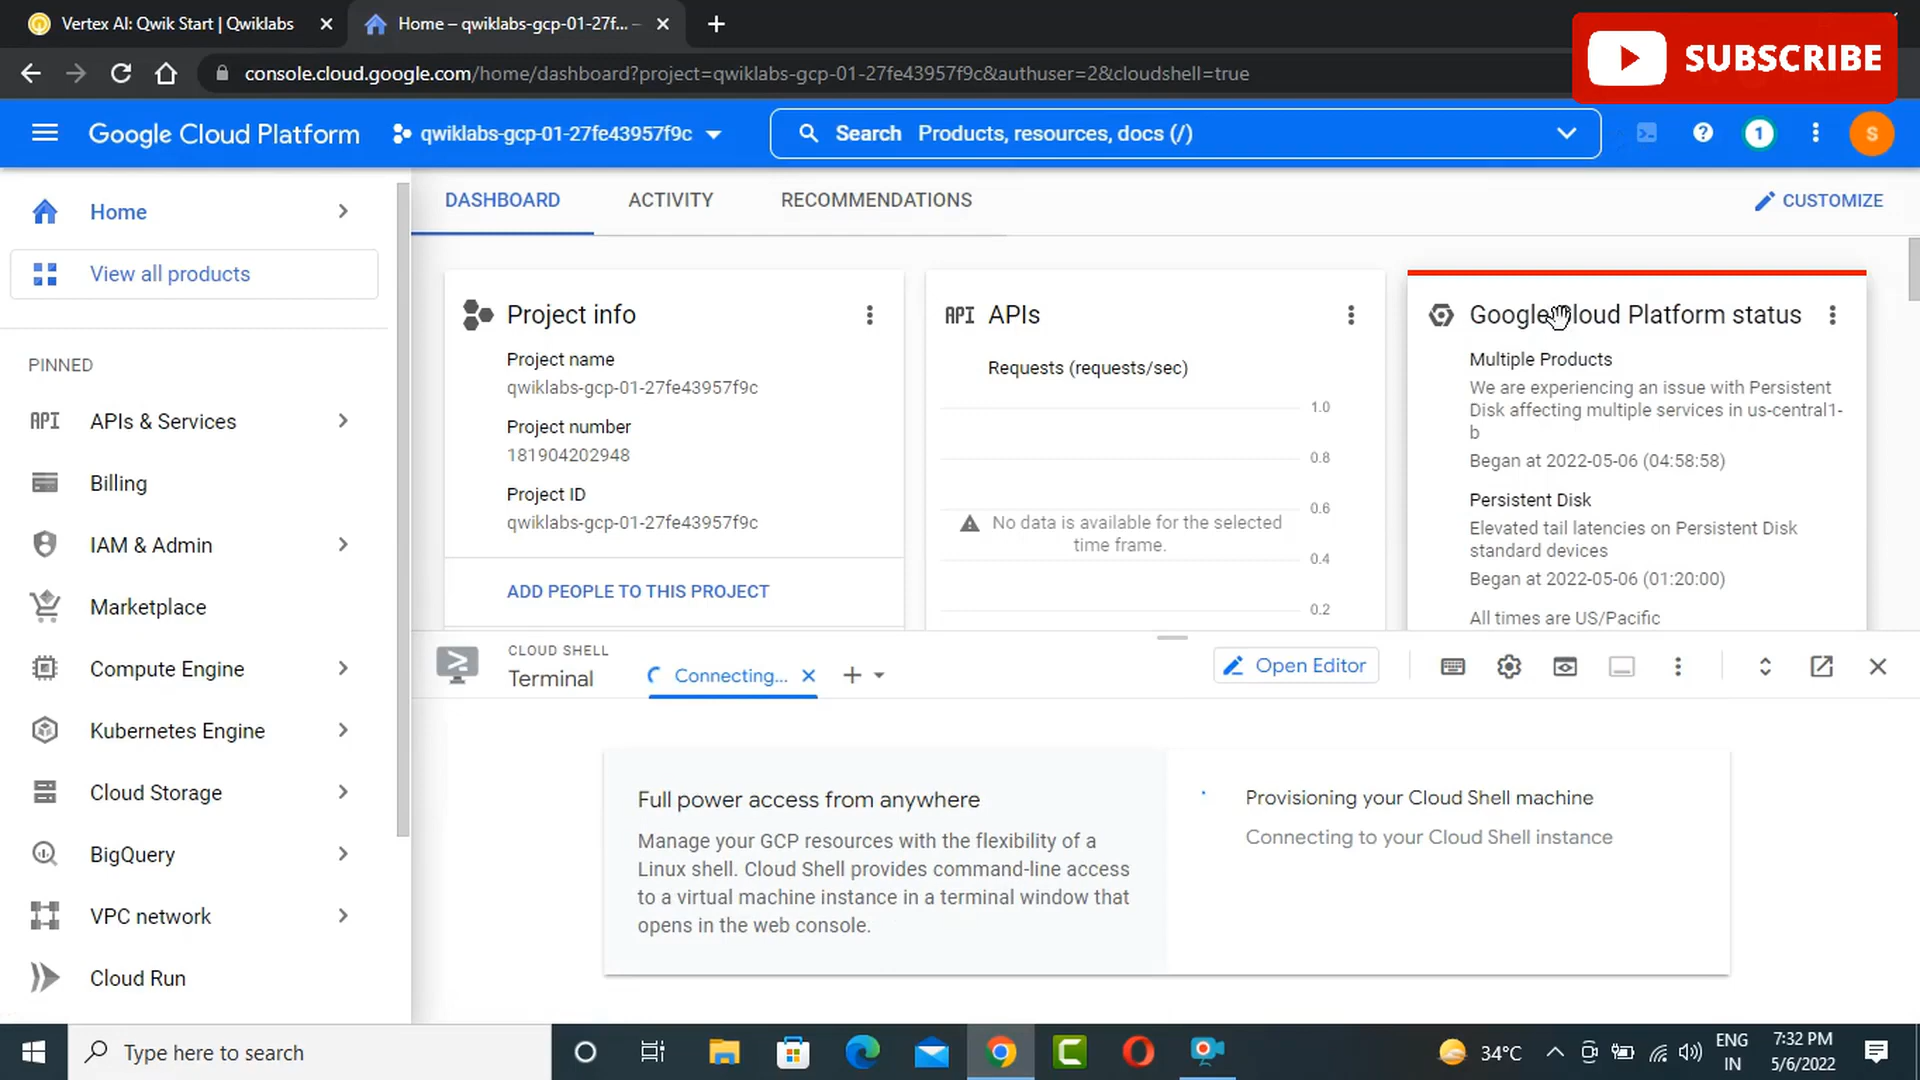 Vertex AI: Qwik Start | Qwiklabs
Home – qwiklabs-gcp-01-27f... –
SUBSCRIBE
console.cloud.google.com/home/dashboard?project=qwiklabs-gcp-01-27fe43957f9c&authuser=2&cloudshell=true
Google Cloud Platform
qwiklabs-gcp-01-27fe43957f9c
Search Products, resources, docs (/)
1
S
Home
View all products
PINNED
API APIs & Services
Billing
IAM & Admin
Marketplace
Compute Engine
Kubernetes Engine
Cloud Storage
BigQuery
VPC network
Cloud Run
DASHBOARD
ACTIVITY
RECOMMENDATIONS
CUSTOMIZE
Project info
Project name
qwiklabs-gcp-01-27fe43957f9c
Project number
181904202948
Project ID
qwiklabs-gcp-01-27fe43957f9c
ADD PEOPLE TO THIS PROJECT
API APIs
Requests (requests/sec)
1.0
0.8
0.6
No data is available for the selected
time frame.
0.4
0.2
Google Cloud Platform status
Multiple Products
We are experiencing an issue with Persistent
Disk affecting multiple services in us-central1-
b
Began at 2022-05-06 (04:58:58)
Persistent Disk
Elevated tail latencies on Persistent Disk
standard devices
Began at 2022-05-06 (01:20:00)
All times are US/Pacific
CLOUD SHELL
Terminal
Connecting...
Open Editor
Full power access from anywhere
Manage your GCP resources with the flexibility of a
Linux shell. Cloud Shell provides command-line access
to a virtual machine instance in a terminal window that
opens in the web console.
Provisioning your Cloud Shell machine
Connecting to your Cloud Shell instance
Type here to search
34°C
ENG
IN
7:32 PM
5/6/2022